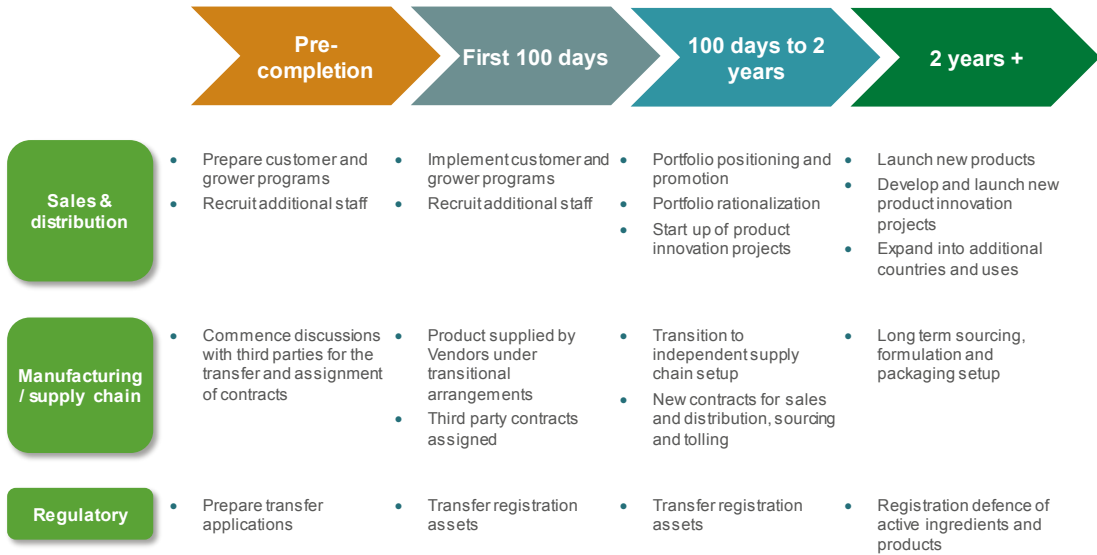 Pre-
completion
First 100 days
100 days to 2
years
2 years +
Sales &
distribution
• Prepare customer and
grower programs
• Recruit additional staff
• Implement customer and
grower programs
• Recruit additional staff
• Portfolio positioning and
promotion
• Portfolio rationalization
• Start up of product
innovation projects
• Launch new products
• Develop and launch new
product innovation
projects
• Expand into additional
countries and uses
Manufacturing
/ supply chain
• Commence discussions
with third parties for the
transfer and assignment
of contracts
• Product supplied by
Vendors under
transitional
arrangements
• Third party contracts
assigned
• Transition to
independent supply
chain setup
• New contracts for sales
and distribution, sourcing
and tolling
• Long term sourcing,
formulation and
packaging setup
Regulatory
• Prepare transfer
applications
• Transfer registration
assets
• Transfer registration
assets
• Registration defence of
active ingredients and
products